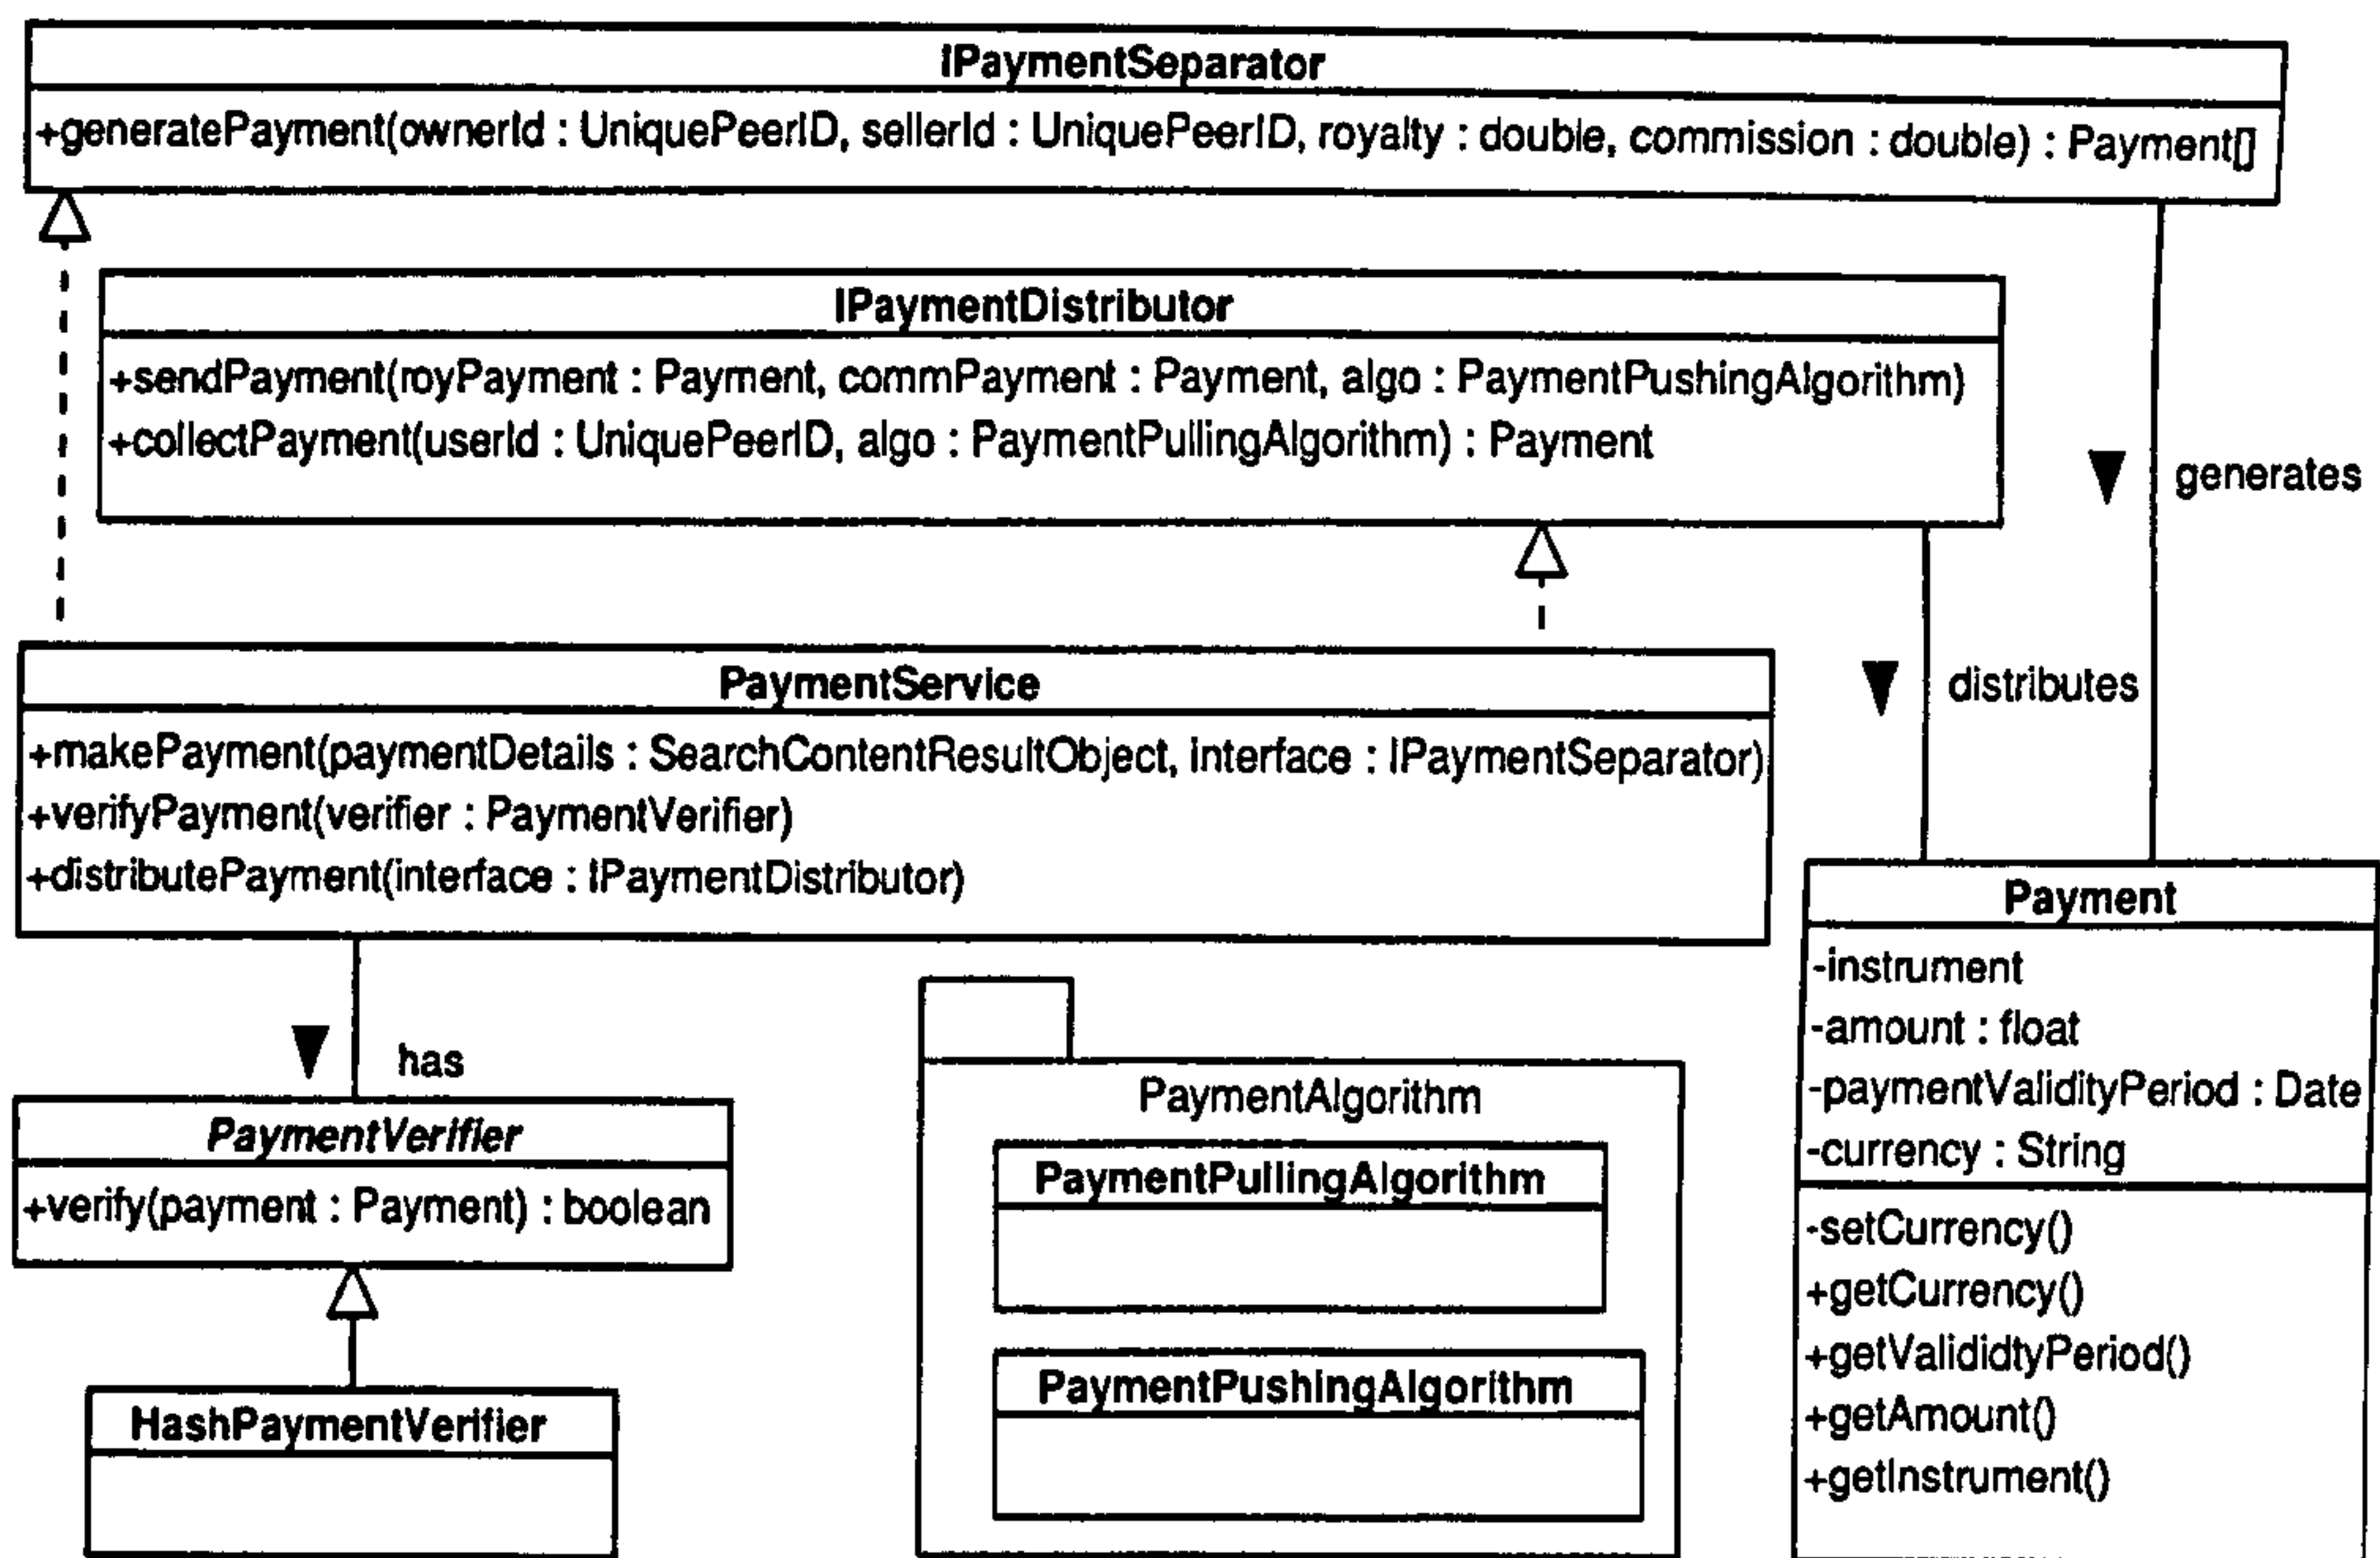 IPaymentSeparator
+generatePayment(ownerId : UniquePeerID, sellerId : UniquePeerID, royalty : double, commission : double) : Payment[]
IPaymentDistributor
+sendPayment(royPayment : Payment, commPayment : Payment, algo : PaymentPushingAlgorithm)
+collectPayment(userId : UniquePeerID, algo : PaymentPullingAlgorithm) : Payment
generates
distributes
PaymentService
+makePayment(paymentDetails : SearchContentResultObject, interface : IPaymentSeparator)
+verifyPayment(verifier : PaymentVerifier)
+distributePayment(interface : IPaymentDistributor)
has
PaymentVerifier
+verify(payment : Payment) : boolean
HashPaymentVerifier
PaymentAlgorithm
PaymentPullingAlgorithm
PaymentPushingAlgorithm
Payment
-instrument
-amount : float
-paymentValidityPeriod : Date
-currency : String
-setCurrency()
+getCurrency()
+getValididtyPeriod()
+getAmount()
+getInstrument()